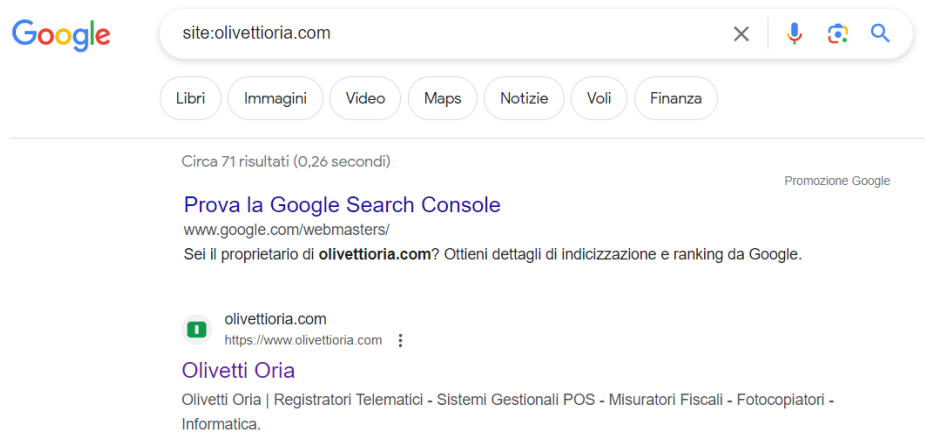 Google
site:olivettioria.com
Libri
Immagini
Video
Maps
Notizie
Voli
Finanza
Circa 71 risultati (0,26 secondi)
Promozione Google
Prova la Google Search Console
www.google.com/webmasters/
Sei il proprietario di olivettioria.com? Ottieni dettagli di indicizzazione e ranking da Google.
olivettioria.com
https://www.olivettioria.com
Olivetti Oria
Olivetti Oria | Registratori Telematici - Sistemi Gestionali POS - Misuratori Fiscali - Fotocopiatori -
Informatica.